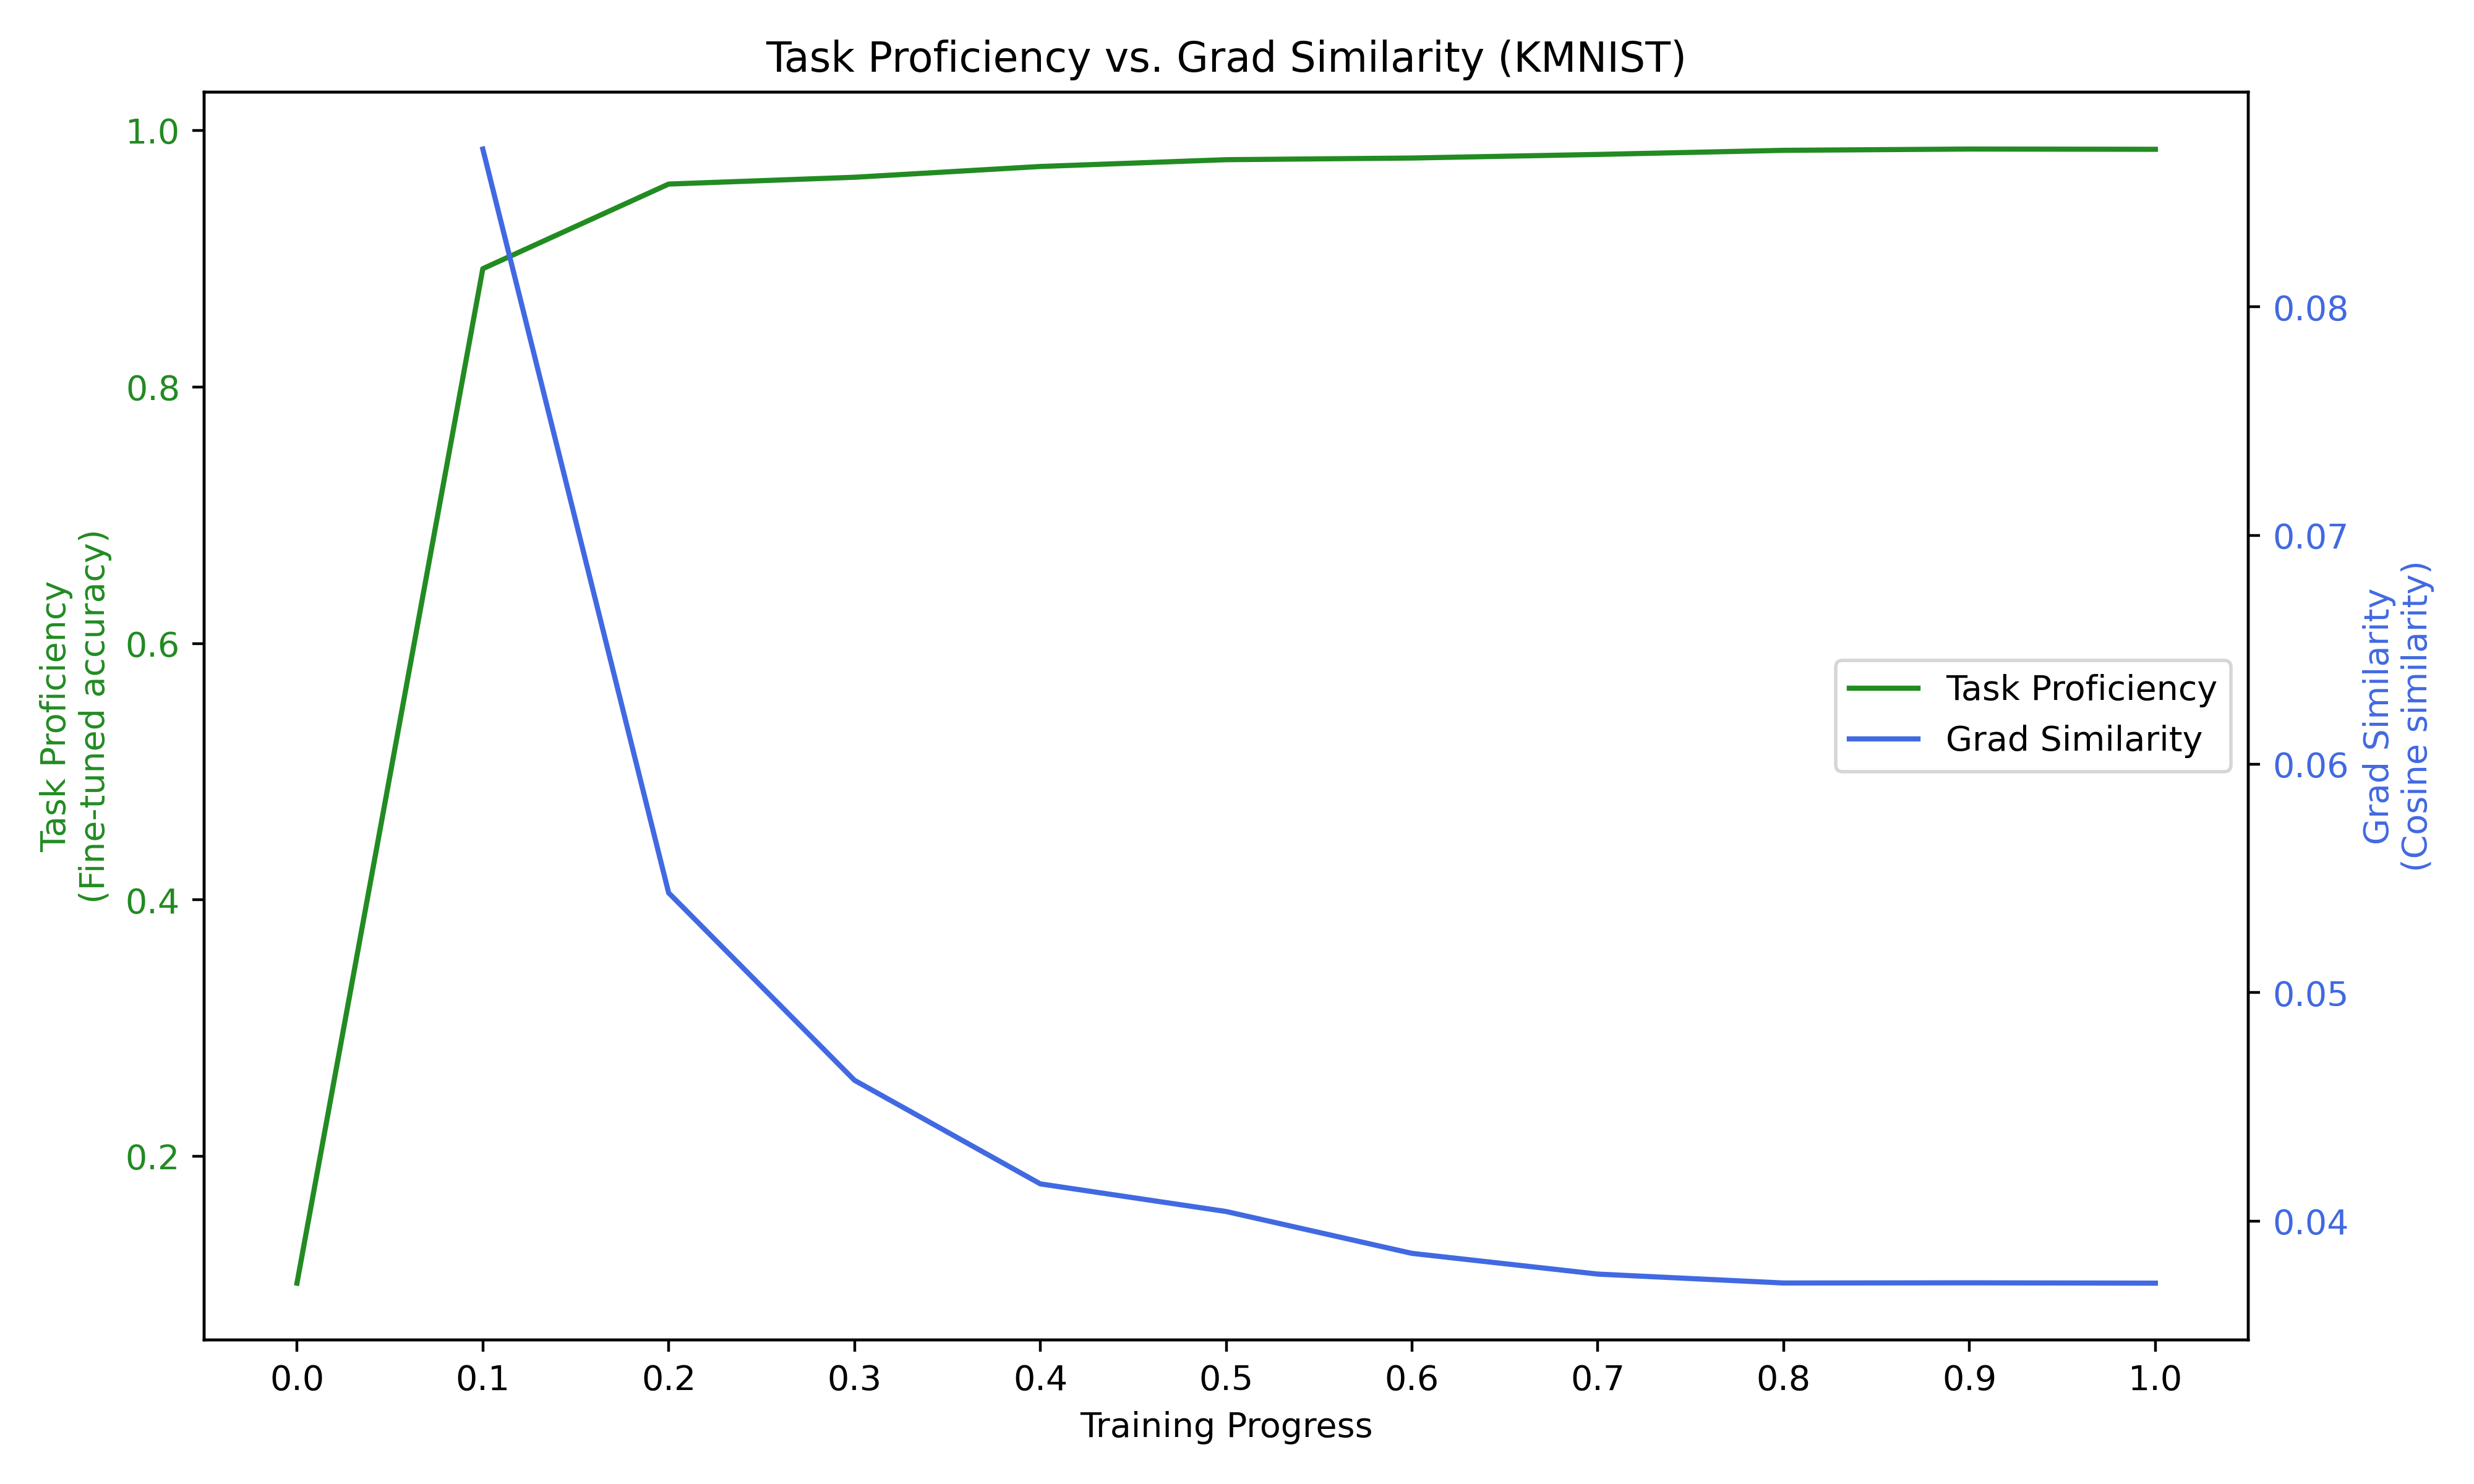 Task Proficiency vs. Grad Similarity (KMNIST)
1.0
0.8
0.6
0.4
0.2
Task Proficiency
(Fine-tuned accuracy)
0.08
0.07
0.06
0.05
0.04
Grad Similarity
(Cosine similarity)
Task Proficiency
Grad Similarity
0.0 0.1 0.2 0.3 0.4 0.5 0.6 0.7 0.8 0.9 1.0
Training Progress